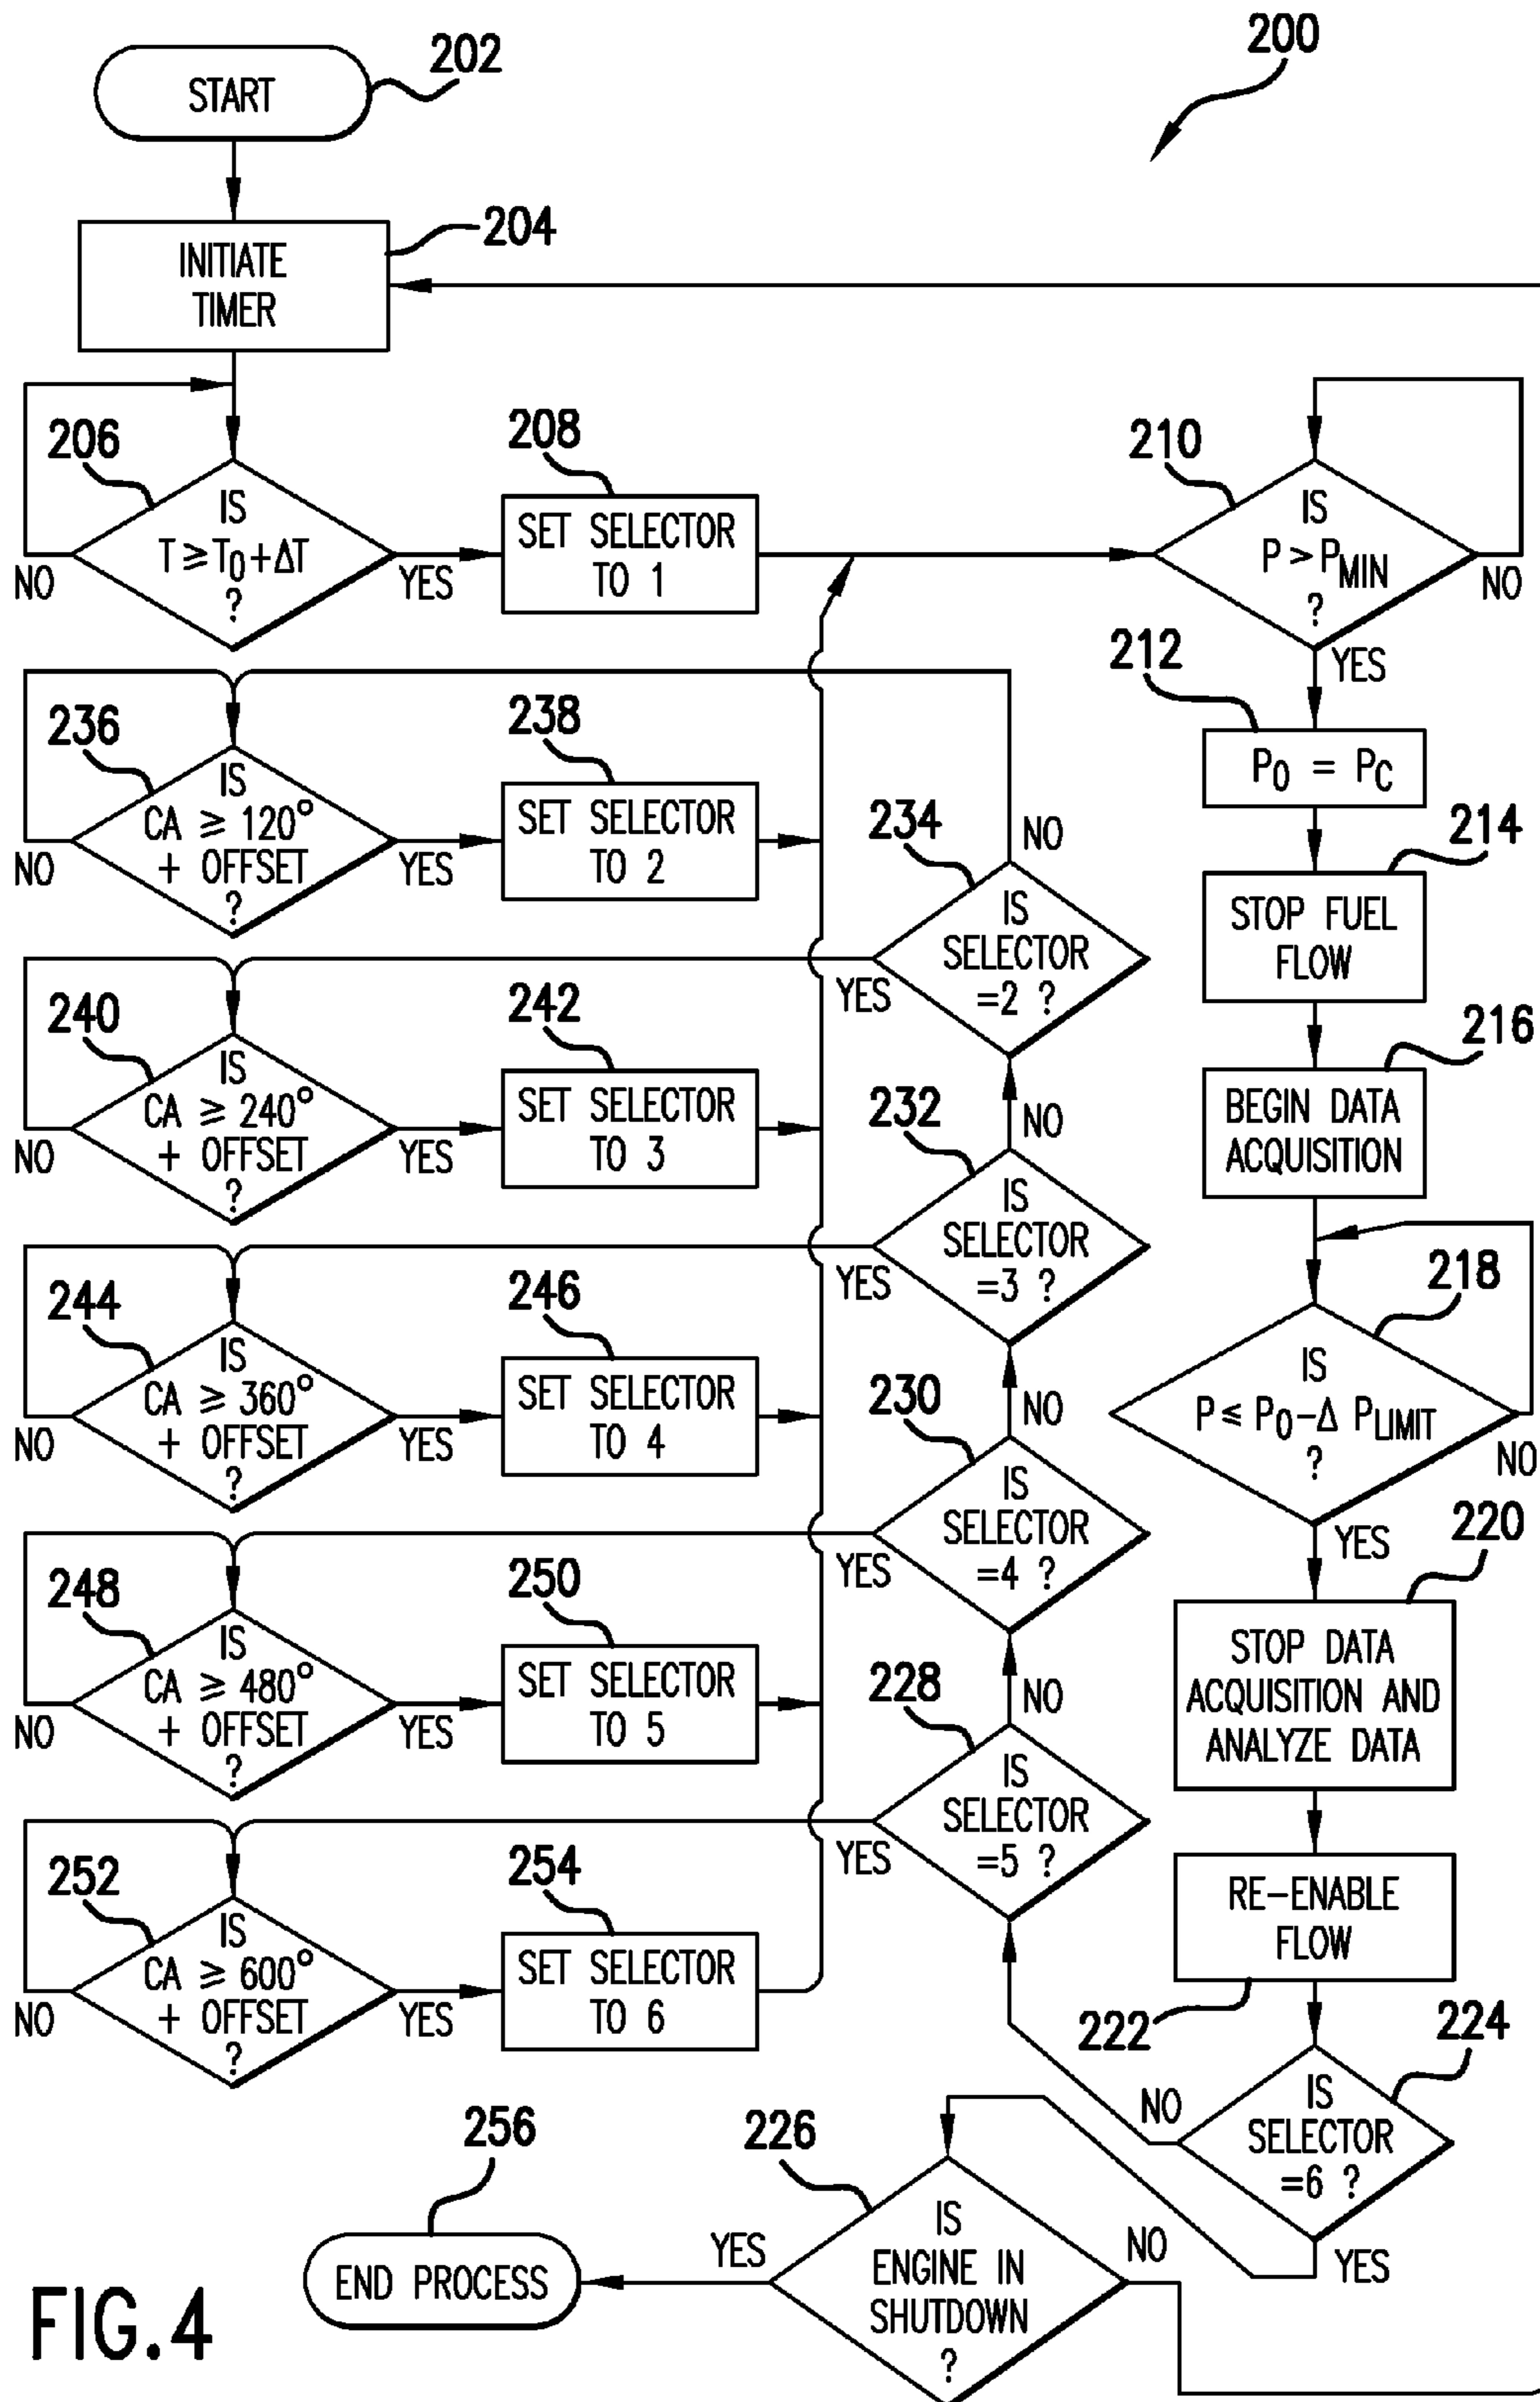 200
START
202
INITIATE
TIMER
204
206
IS
T ≥ T0 + ΔT
?
NO
YES
208
SET SELECTOR
TO 1
210
IS
P > PMIN
?
NO
YES
212
P0 = PC
214
STOP FUEL
FLOW
216
BEGIN DATA
ACQUISITION
218
IS
P ≤ P0 – Δ PLIMIT
?
NO
YES
220
STOP DATA
ACQUISITION AND
ANALYZE DATA
RE-ENABLE
FLOW
222
224
IS
SELECTOR
=6 ?
NO
YES
236
IS
CA ≥ 120°
+ OFFSET
?
NO
YES
238
SET SELECTOR
TO 2
234
IS
SELECTOR
=2 ?
NO
YES
240
IS
CA ≥ 240°
+ OFFSET
?
NO
YES
242
SET SELECTOR
TO 3
232
IS
SELECTOR
=3 ?
NO
YES
244
IS
CA ≥ 360°
+ OFFSET
?
NO
YES
246
SET SELECTOR
TO 4
230
IS
SELECTOR
=4 ?
NO
YES
248
IS
CA ≥ 480°
+ OFFSET
?
NO
YES
250
SET SELECTOR
TO 5
228
IS
SELECTOR
=5 ?
NO
YES
252
IS
CA ≥ 600°
+ OFFSET
?
NO
YES
254
SET SELECTOR
TO 6
256
END PROCESS
226
IS
ENGINE IN
SHUTDOWN
?
YES
NO
FIG.4